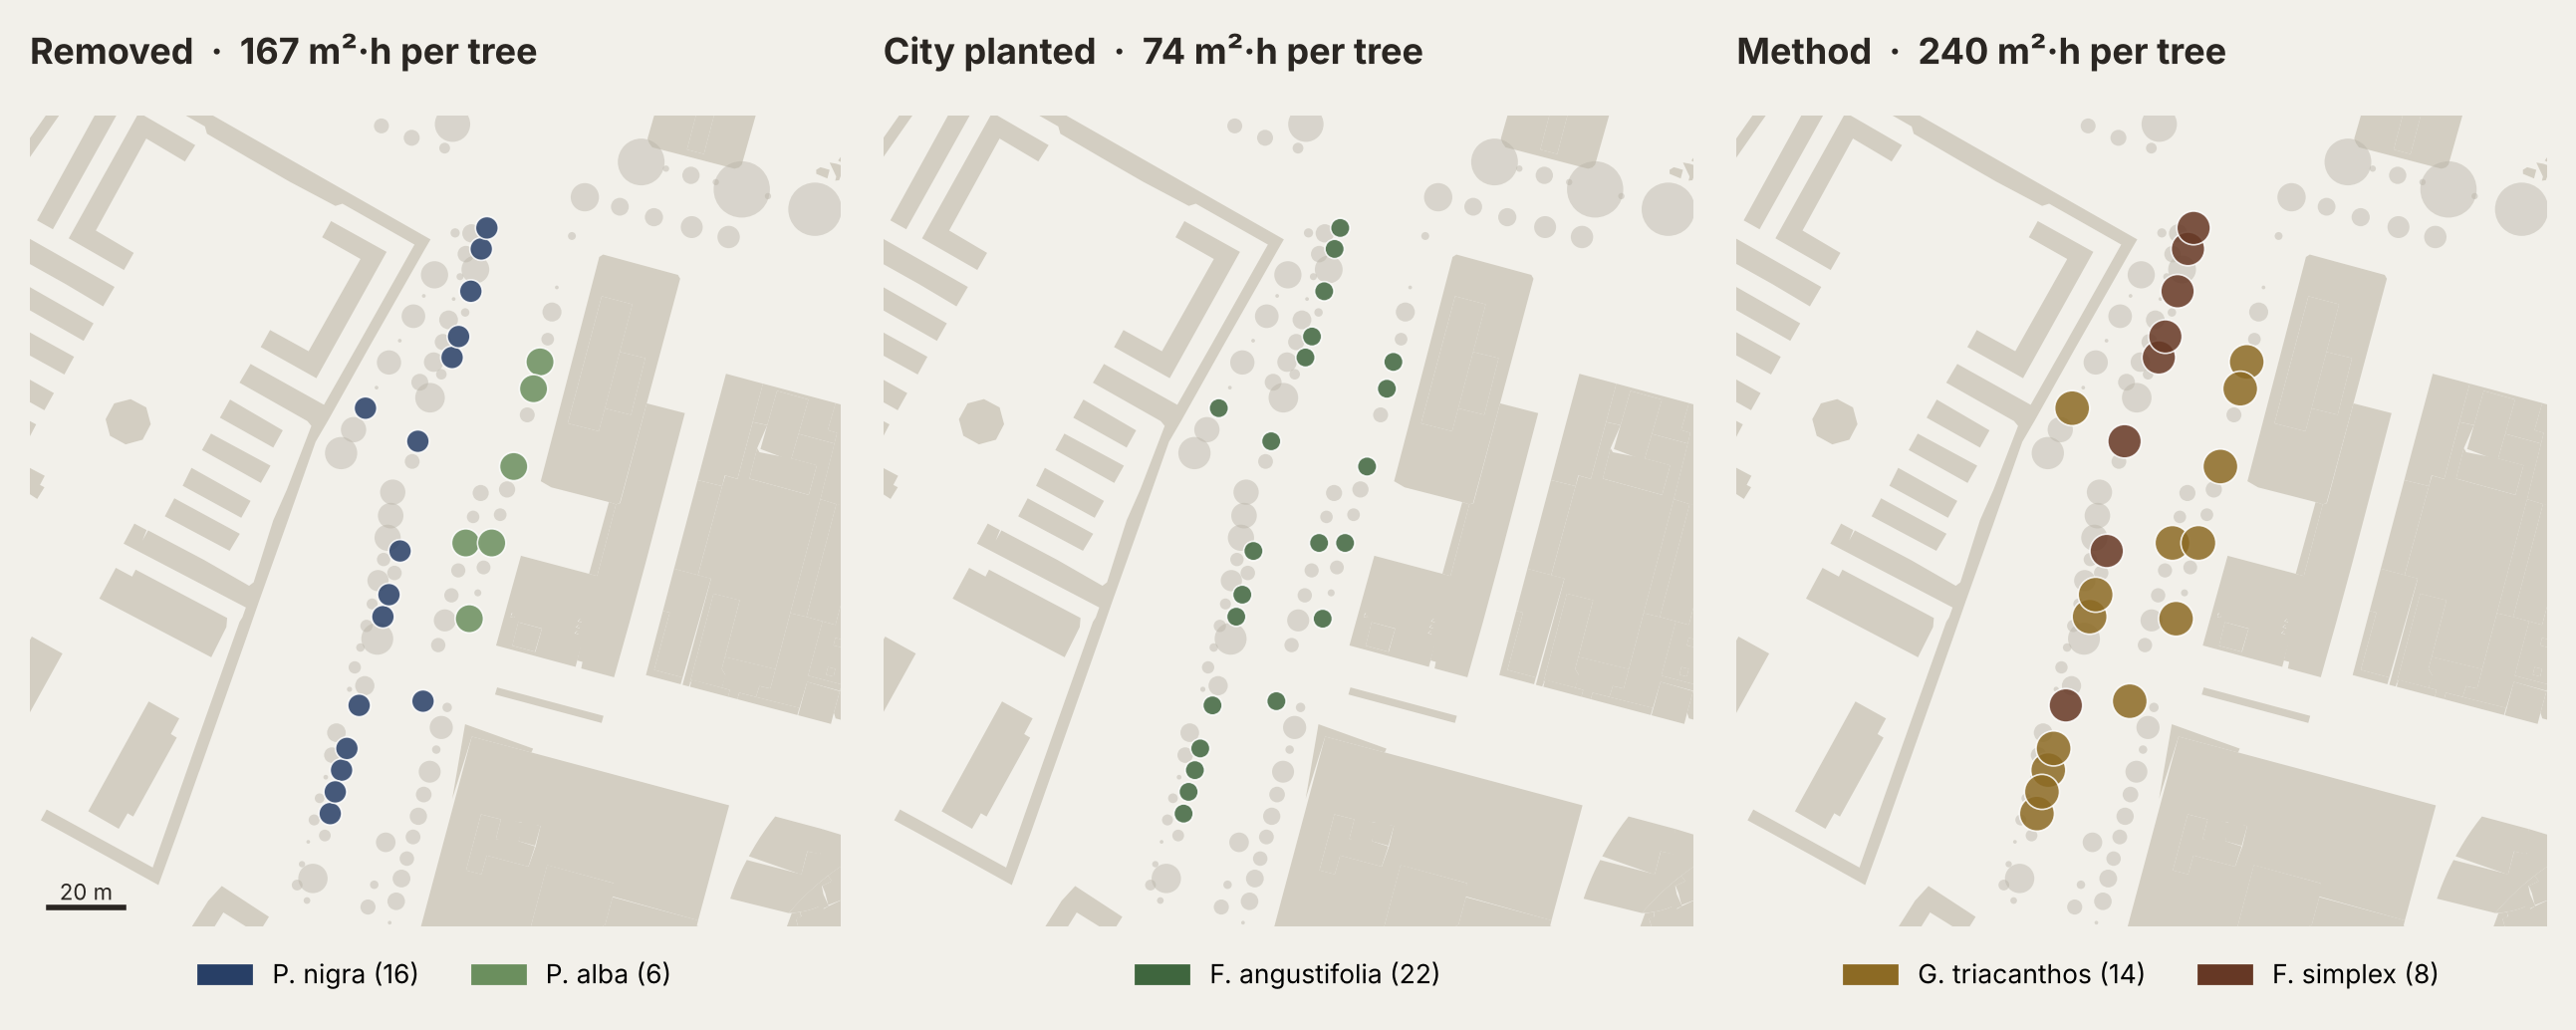 Removed · 167 m²·h per tree
City planted · 74 m²·h per tree
Method · 240 m²·h per tree
20 m
P. nigra (16)
P. alba (6)
F. angustifolia (22)
G. triacanthos (14)
F. simplex (8)